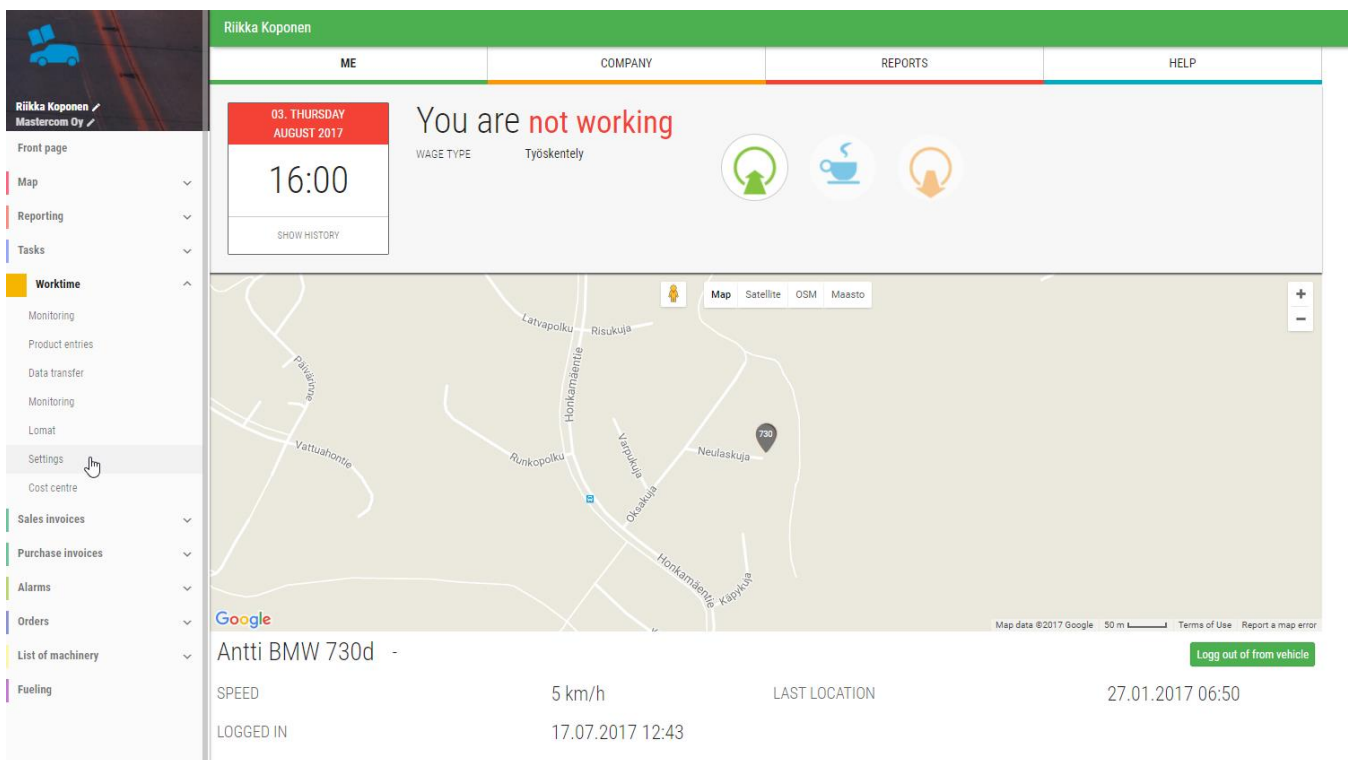 Riikka Koponen
Mastercom Oy
Front page
Map
Reporting
Tasks
Worktime
Monitoring
Product entries
Data transfer
Monitoring
Lomat
Settings
Cost centre
Sales invoices
Purchase invoices
Alarms
Orders
List of machinery
Fueling
Riikka Koponen
ME COMPANY REPORTS HELP
03. THURSDAY
AUGUST 2017
16:00
SHOW HISTORY
You are not working
WAGE TYPE Työskentely
Map Satellite OSM Maasto
+
−
Latvapolku
Risukuja
Päivärinne
Honkamäentie
Vattuahontie
Runkopolku
Varpukuja
Neulaskuja
730
Oksakuja
Honkamäentie
Käpykuja
Google
Map data ©2017 Google 50 m Terms of Use Report a map error
Antti BMW 730d -
Logg out of from vehicle
SPEED 5 km/h LAST LOCATION 27.01.2017 06:50
LOGGED IN 17.07.2017 12:43